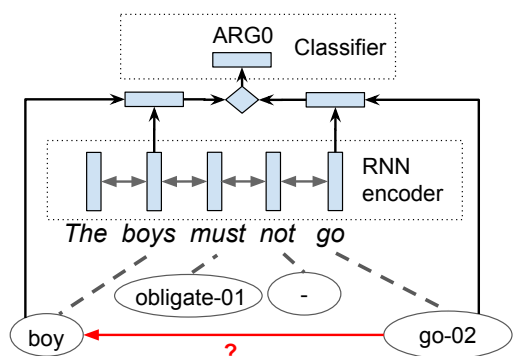 ARG0
Classifier
RNN
encoder
The boys must not go
obligate-01
-
boy
go-02
?